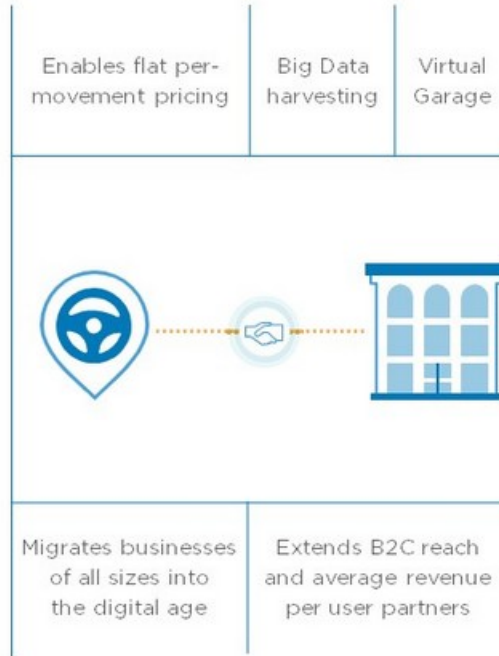 Enables flat per-
movement pricing
Big Data
harvesting
Virtual
Garage
Migrates businesses
of all sizes into
the digital age
Extends B2C reach
and average revenue
per user partners